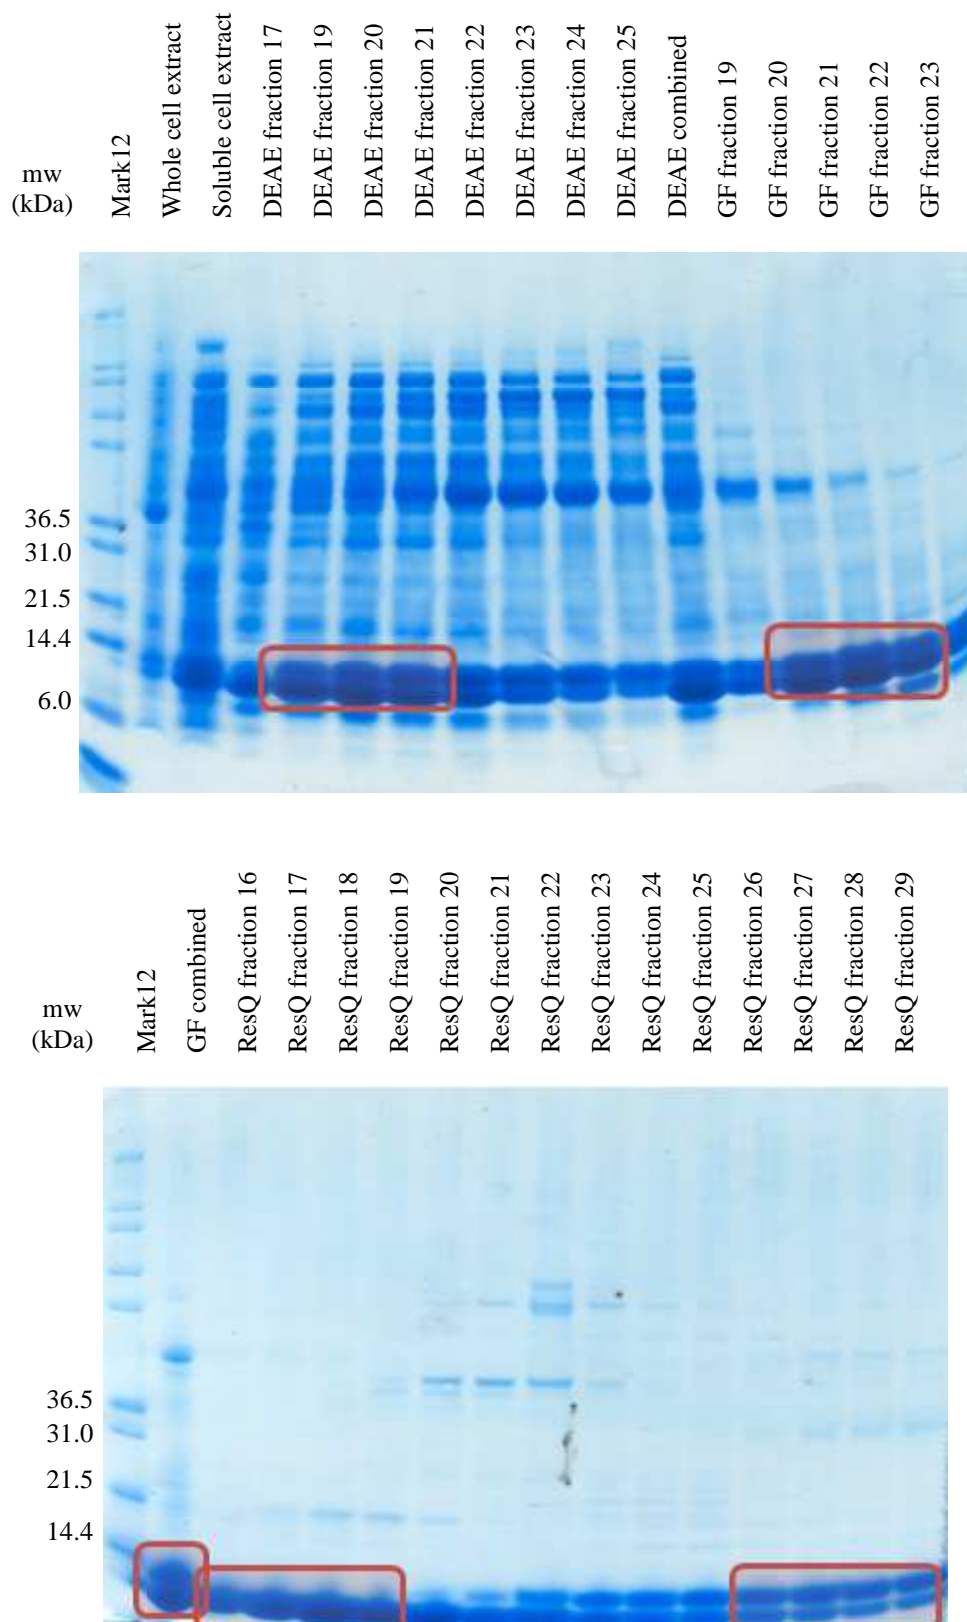 mw
(kDa)
Mark12
Whole cell extract
Soluble cell extract
DEAE fraction 17
DEAE fraction 19
DEAE fraction 20
DEAE fraction 21
DEAE fraction 22
DEAE fraction 23
DEAE fraction 24
DEAE fraction 25
DEAE combined
GF fraction 19
GF fraction 20
GF fraction 21
GF fraction 22
GF fraction 23
36.5
31.0
21.5
14.4
6.0
mw
(kDa)
Mark12
GF combined
ResQ fraction 16
ResQ fraction 17
ResQ fraction 18
ResQ fraction 19
ResQ fraction 20
ResQ fraction 21
ResQ fraction 22
ResQ fraction 23
ResQ fraction 24
ResQ fraction 25
ResQ fraction 26
ResQ fraction 27
ResQ fraction 28
ResQ fraction 29
36.5
31.0
21.5
14.4